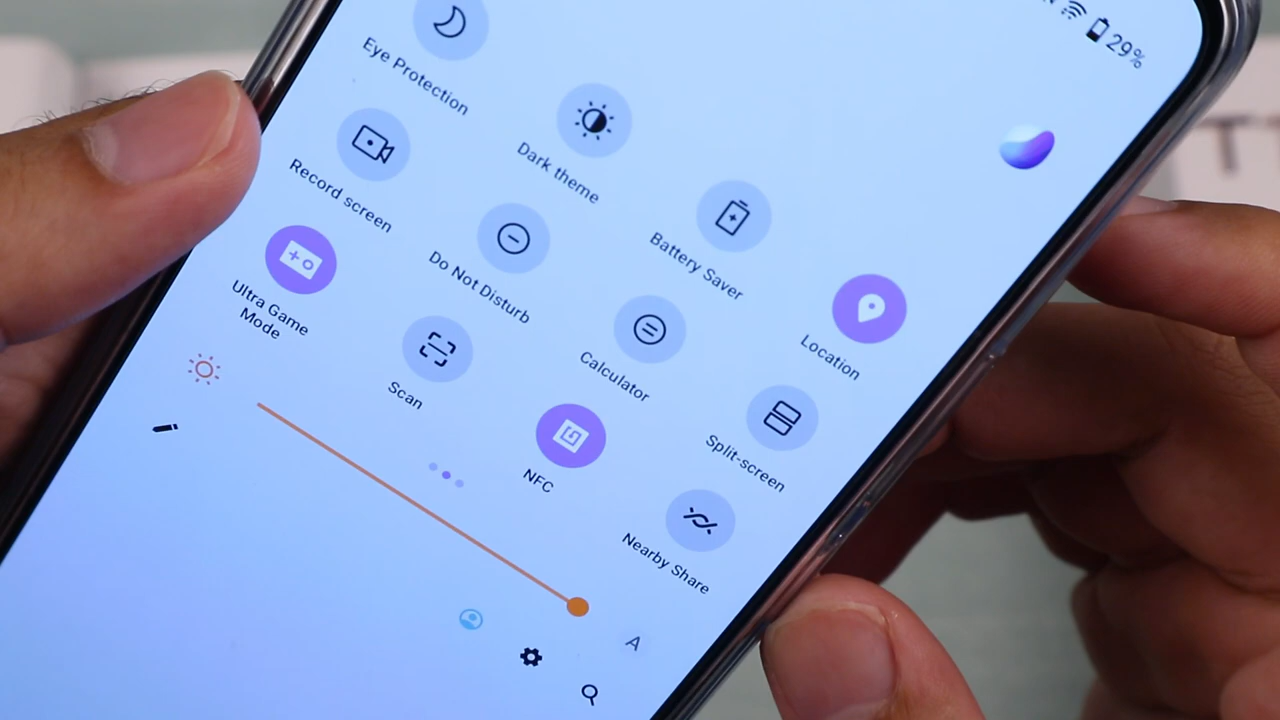 29%
Eye Protection
Dark theme
Battery Saver
Location
Record screen
Do Not Disturb
Calculator
Split-screen
Ultra Game
Mode
Scan
NFC
Nearby Share
A